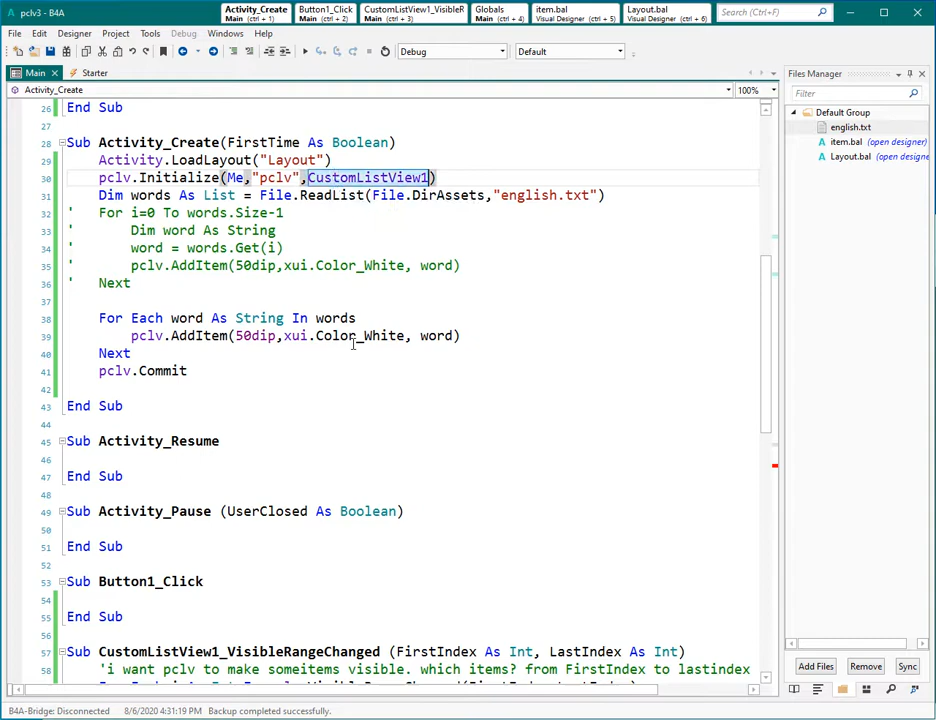 pclv3 - B4A
Activity_Create
Main (ctrl + 1)
Button1_Click
Main (ctrl + 2)
CustomListView1_VisibleR
Main (ctrl + 3)
Globals
Main (ctrl + 4)
item.bal
Visual Designer (ctrl + 5)
Layout.bal
Visual Designer (ctrl + 6)
Search (Ctrl+F)
File Edit Designer Project Tools Debug Windows Help
Debug Default
Main Starter
Activity_Create 100%
26 End Sub
27
28 Sub Activity_Create(FirstTime As Boolean)
29 Activity.LoadLayout("Layout")
30 pclv.Initialize(Me,"pclv",CustomListView1)
31 Dim words As List = File.ReadList(File.DirAssets,"english.txt")
32 ' For i=0 To words.Size-1
33 ' Dim word As String
34 ' word = words.Get(i)
35 ' pclv.AddItem(50dip,xui.Color_White, word)
36 ' Next
37
38 For Each word As String In words
39 pclv.AddItem(50dip,xui.Color_White, word)
40 Next
41 pclv.Commit
42
43 End Sub
44
45 Sub Activity_Resume
46
47 End Sub
48
49 Sub Activity_Pause (UserClosed As Boolean)
50
51 End Sub
52
53 Sub Button1_Click
54
55 End Sub
56
57 Sub CustomListView1_VisibleRangeChanged (FirstIndex As Int, LastIndex As Int)
58 'i want pclv to make someitems visible. which items? from FirstIndex to lastindex
Files Manager
Filter
Default Group
english.txt
item.bal (open designer)
Layout.bal (open designe
Add Files Remove Sync
B4A-Bridge: Disconnected 8/6/2020 4:31:19 PM Backup completed successfully.